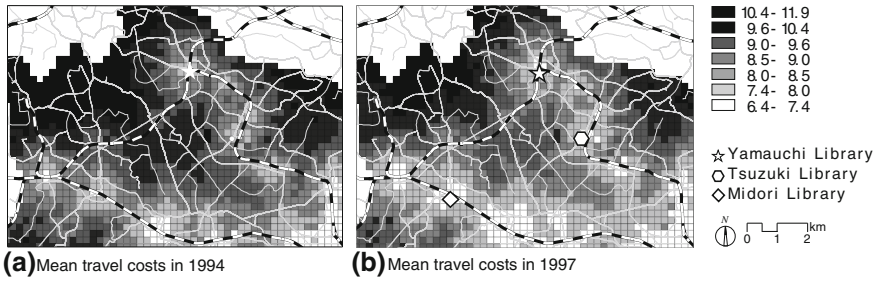 10.4- 11.9
9.6- 10.4
9.0- 9.6
8.5- 9.0
8.0- 8.5
7.4- 8.0
6.4- 7.4
Yamauchi Library
Tsuzuki Library
Midori Library
N
km
0 1 2
(a) Mean travel costs in 1994
(b) Mean travel costs in 1997